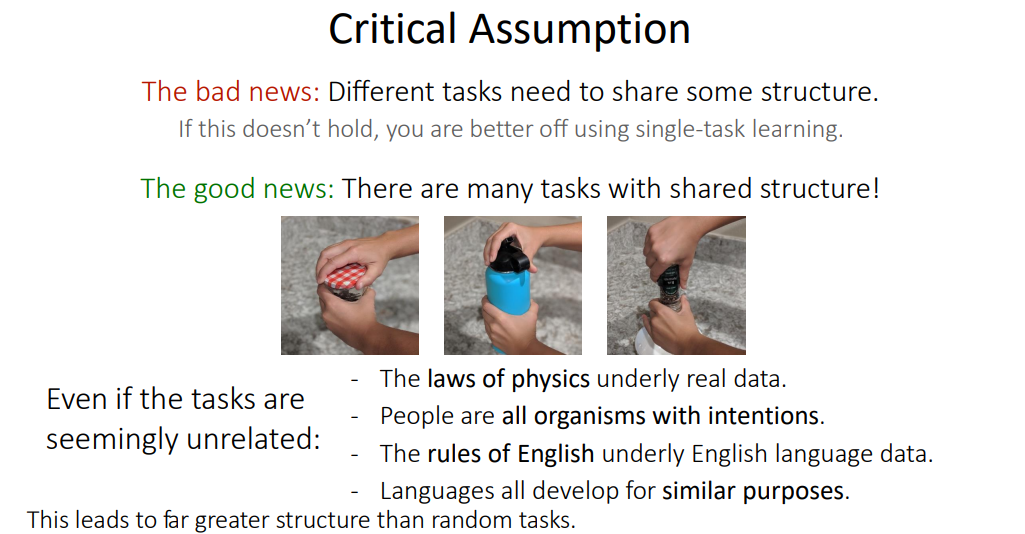 Critical Assumption
The bad news: Different tasks need to share some structure.
If this doesn't hold, you are better off using single-task learning.
The good news: There are many tasks with shared structure!
Even if the tasks are
seemingly unrelated:
- The laws of physics underly real data.
- People are all organisms with intentions.
- The rules of English underly English language data.
- Languages all develop for similar purposes.
This leads to far greater structure than random tasks.